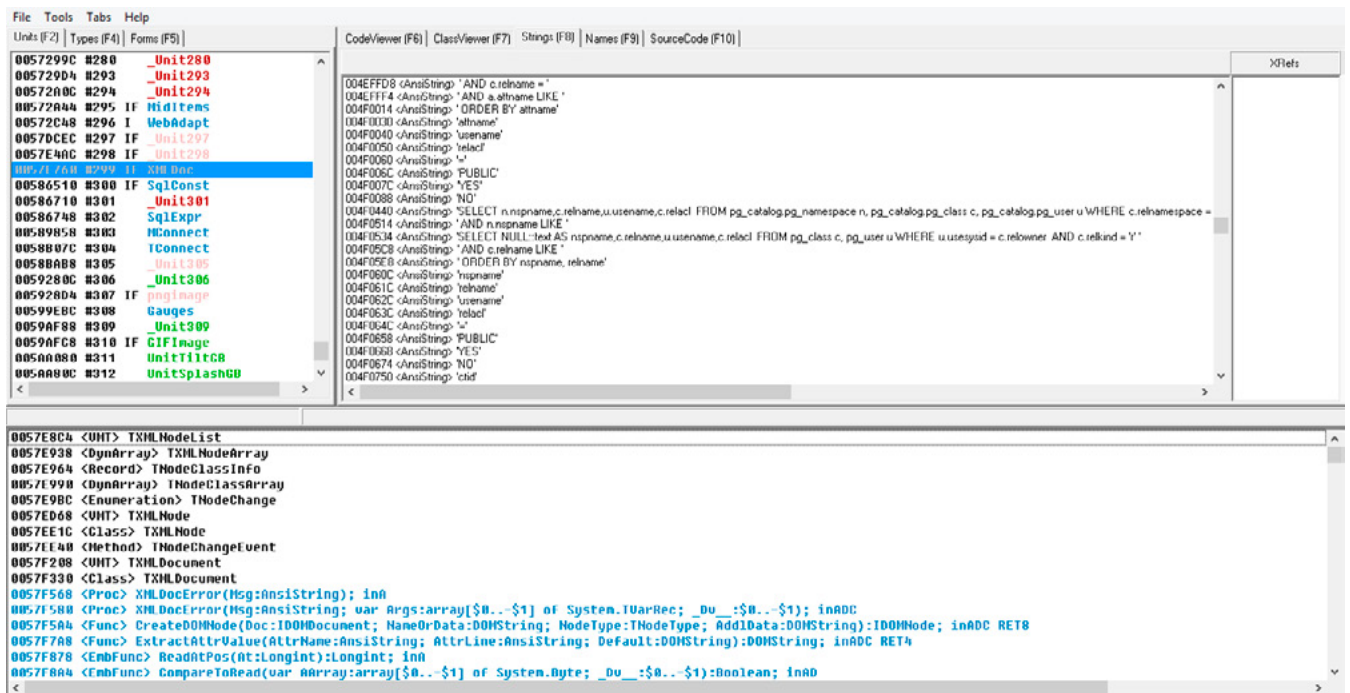 File Tools Tabs Help
Units (F2) Types (F4) Forms (F5)
CodeViewer (F6) ClassViewer (F7) Strings (F8) Names (F9) SourceCode (F10)
XRefs
0057299C #280 _Unit280
005729D4 #293 _Unit293
00572A0C #294 _Unit294
00572A44 #295 IF MidItems
00572C48 #296 I WebAdapt
0057DCEC #297 IF _Unit297
0057E4AC #298 IF _Unit298
0057E760 #299 IF XMLDoc
00586510 #300 IF SqlConst
00586710 #301 _Unit301
00586748 #302 SqlExpr
00589858 #303 MConnect
0058B07C #304 TConnect
0058BAB8 #305 _Unit305
0059280C #306 _Unit306
005928D4 #307 IF pngimage
00599EBC #308 Gauges
0059AF88 #309 _Unit309
0059AFC8 #310 IF GIFImage
005AA080 #311 UnitTiltGB
005AA80C #312 UnitSplashGB
004EFFD8 <AnsiString> ' AND c.relname = '
004EFFF4 <AnsiString> ' AND a.attname LIKE '
004F0014 <AnsiString> ' ORDER BY attname'
004F0030 <AnsiString> 'attname'
004F0040 <AnsiString> 'usename'
004F0050 <AnsiString> 'relacl'
004F0060 <AnsiString> '='
004F006C <AnsiString> 'PUBLIC'
004F007C <AnsiString> 'YES'
004F0088 <AnsiString> 'NO'
004F0440 <AnsiString> 'SELECT n.nspname,c.relname,u.usename,c.relacl FROM pg_catalog.pg_namespace n, pg_catalog.pg_class c, pg_catalog.pg_user u WHERE c.relnamespace =
004F0514 <AnsiString> ' AND n.nspname LIKE '
004F0534 <AnsiString> 'SELECT NULL::text AS nspname,c.relname,u.usename,c.relacl FROM pg_class c, pg_user u WHERE u.usesysid = c.relowner AND c.relkind = 'r' '
004F05C8 <AnsiString> ' AND c.relname LIKE '
004F05E8 <AnsiString> ' ORDER BY nspname, relname'
004F060C <AnsiString> 'nspname'
004F061C <AnsiString> 'relname'
004F062C <AnsiString> 'usename'
004F063C <AnsiString> 'relacl'
004F064C <AnsiString> '='
004F0658 <AnsiString> 'PUBLIC'
004F0668 <AnsiString> 'YES'
004F0674 <AnsiString> 'NO'
004F0750 <AnsiString> 'ctid'
0057E8C4 <VMT> TXMLNodeList
0057E938 <DynArray> TXMLNodeArray
0057E964 <Record> TNodeClassInfo
0057E990 <DynArray> TNodeClassArray
0057E9BC <Enumeration> TNodeChange
0057ED68 <VMT> TXMLNode
0057EE1C <Class> TXMLNode
0057EE40 <Method> TNodeChangeEvent
0057F208 <VMT> TXMLDocument
0057F330 <Class> TXMLDocument
0057F568 <Proc> XMLDocError(Msg:AnsiString); inA
0057F580 <Proc> XMLDocError(Msg:AnsiString; var Args:array[$0..-$1] of System.TVarRec; _Dv__:$0..-$1); inADC
0057F5A4 <Func> CreateDOMNode(Doc:IDOMDocument; NameOrData:DOMString; NodeType:TNodeType; AddlData:DOMString):IDOMNode; inADC RET8
0057F7A8 <Func> ExtractAttrValue(AttrName:AnsiString; AttrLine:AnsiString; Default:DOMString):DOMString; inADC RET4
0057F878 <EmbFunc> ReadAtPos(At:Longint):Longint; inA
0057F8A4 <EmbFunc> CompareToRead(var AArray:array[$0..-$1] of System.Byte; _Dv__:$0..-$1):Boolean; inAD